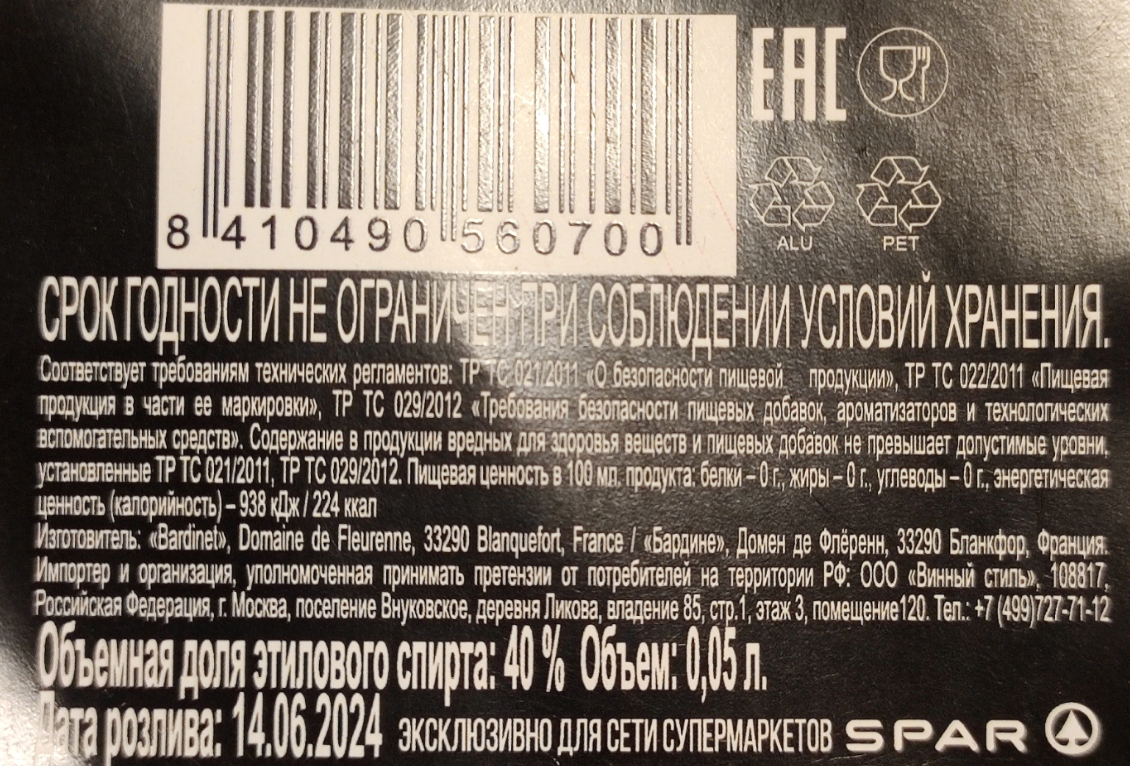 8 410490 560700
EAC
ALU PET
СРОК ГОДНОСТИ НЕ ОГРАНИЧЕН ПРИ СОБЛЮДЕНИИ УСЛОВИЙ ХРАНЕНИЯ.
Соответствует требованиям технических регламентов: ТР ТС 021/2011 «О безопасности пищевой продукции», ТР ТС 022/2011 «Пищевая
продукция в части ее маркировки», ТР ТС 029/2012 «Требования безопасности пищевых добавок, ароматизаторов и технологических
вспомогательных средств». Содержание в продукции вредных для здоровья веществ и пищевых добавок не превышает допустимые уровни,
установленные ТР ТС 021/2011, ТР ТС 029/2012. Пищевая ценность в 100 мл. продукта: белки – 0 г., жиры – 0 г., углеводы – 0 г., энергетическая
ценность (калорийность) – 938 кДж / 224 ккал
Изготовитель: «Bardinet», Domaine de Fleurenne, 33290 Blanquefort, France / «Бардине», Домен де Флёренн, 33290 Бланкфор, Франция.
Импортер и организация, уполномоченная принимать претензии от потребителей на территории РФ: ООО «Винный стиль», 108817,
Российская Федерация, г. Москва, поселение Внуковское, деревня Ликова, владение 85, стр.1, этаж 3, помещение120. Тел.: +7 (499)727-71-12
Объемная доля этилового спирта: 40 % Объем: 0,05 л.
Дата розлива: 14.06.2024 ЭКСКЛЮЗИВНО ДЛЯ СЕТИ СУПЕРМАРКЕТОВ SPAR